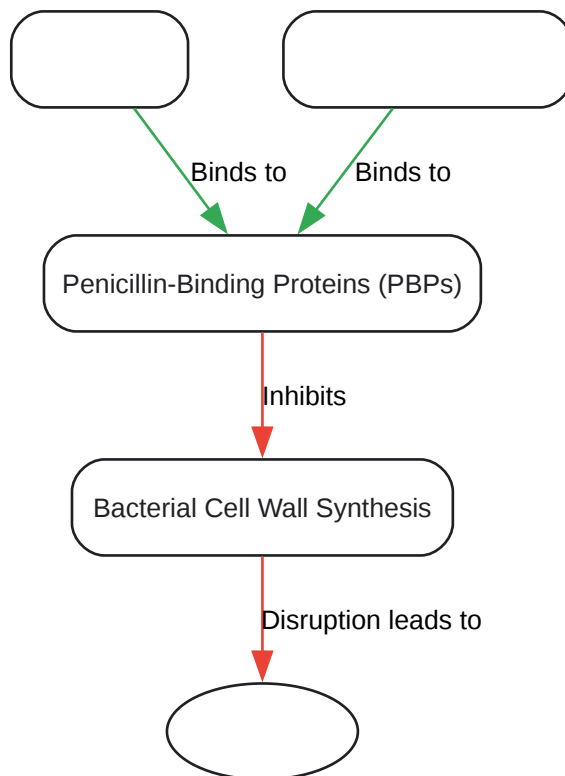 Binds to
Binds to
Penicillin-Binding Proteins (PBPs)
Inhibits
Bacterial Cell Wall Synthesis
Disruption leads to